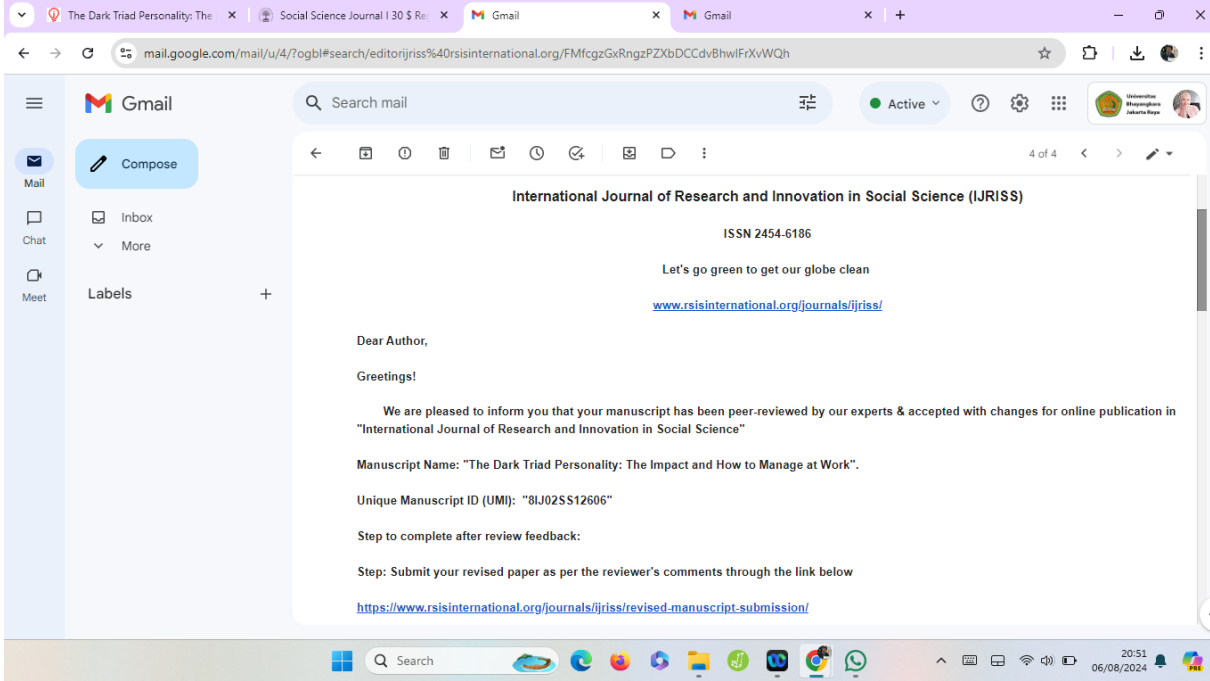 The Dark Triad Personality: The
Social Science Journal I 30 $ Re
Gmail
Gmail
mail.google.com/mail/u/4/?ogbl#search/editorijriss%40rsisinternational.org/FMfcgzGxRngzPZXbDCCdvBhwlFrXvWQh
Gmail
Search mail
Active
Universitas
Bhayangkara
Jakarta Raya
Compose
4 of 4
Mail
Inbox
Chat
More
Meet
Labels
International Journal of Research and Innovation in Social Science (IJRISS)
ISSN 2454-6186
Let's go green to get our globe clean
www.rsisinternational.org/journals/ijriss/
Dear Author,
Greetings!
We are pleased to inform you that your manuscript has been peer-reviewed by our experts & accepted with changes for online publication in
"International Journal of Research and Innovation in Social Science"
Manuscript Name: "The Dark Triad Personality: The Impact and How to Manage at Work".
Unique Manuscript ID (UMI): "8IJ02SS12606"
Step to complete after review feedback:
Step: Submit your revised paper as per the reviewer's comments through the link below
https://www.rsisinternational.org/journals/ijriss/revised-manuscript-submission/
Search
20:51
06/08/2024
PRE